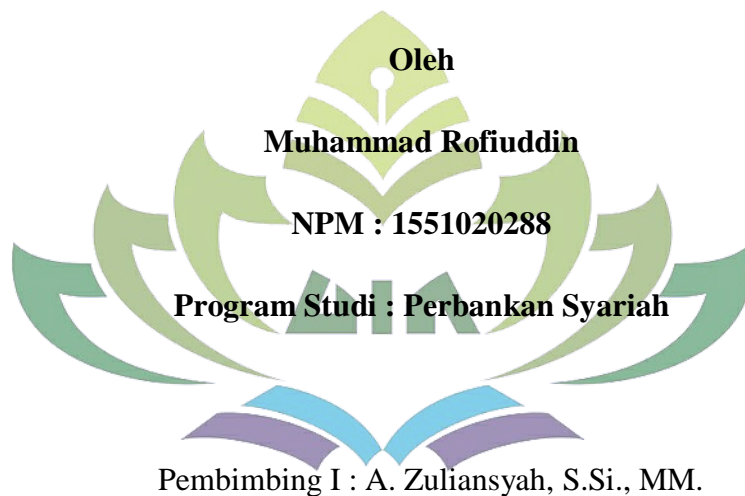 Oleh
Muhammad Rofiuddin
NPM : 1551020288
Program Studi : Perbankan Syariah
Pembimbing I : A. Zuliansyah, S.Si., MM.